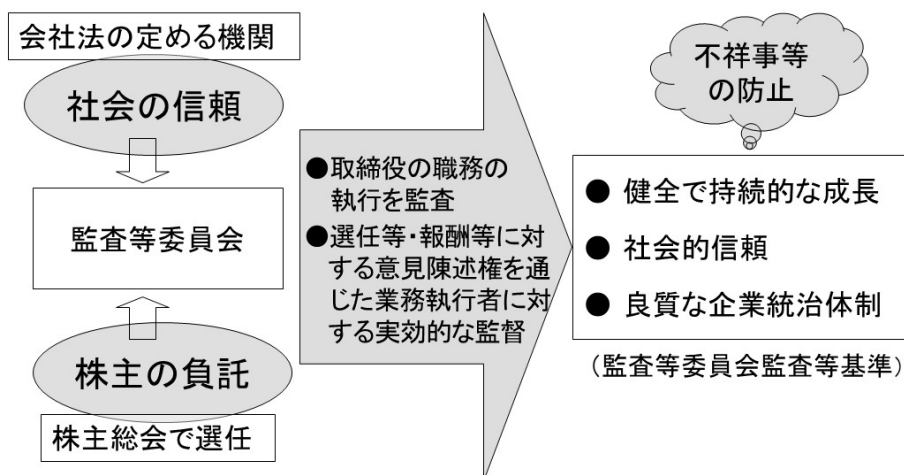 会社法の定める機関
社会の信頼
監査等委員会
株主の負託
株主総会で選任
●取締役の職務の
執行を監査
●選任等・報酬等に対
する意見陳述権を通
じた業務執行者に対
する実効的な監督
不祥事等
の防止
● 健全で持続的な成長
● 社会的信頼
● 良質な企業統治体制
（監査等委員会監査等基準）